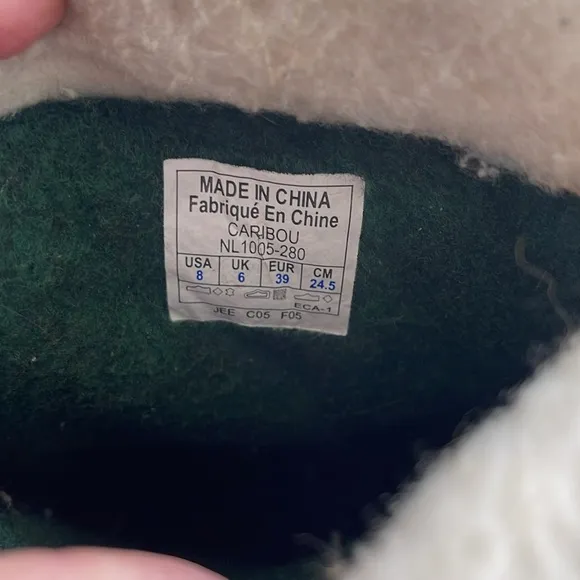 MADE IN CHINA
Fabriqué En Chine
CARIBOU
NL1005-280
USA UK EUR CM
8 6 39 24.5
ECA-1
JEE C05 F05